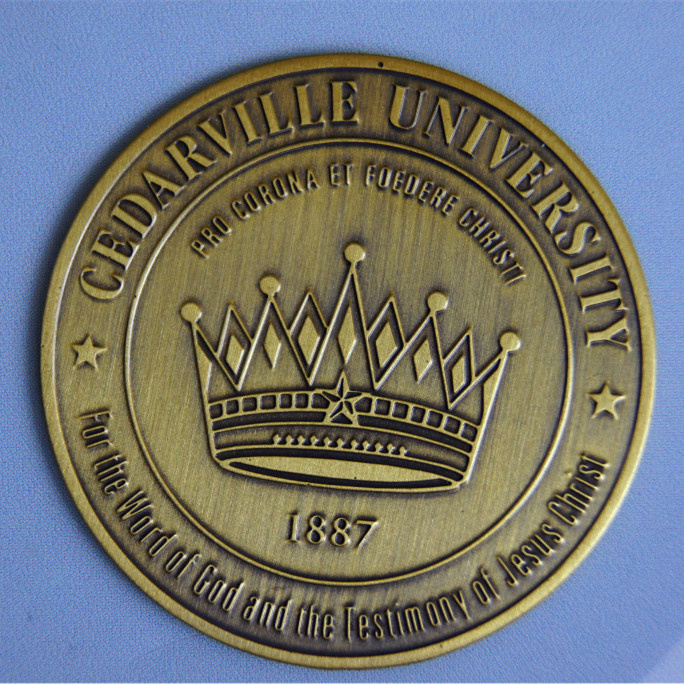 CEDARVILLE UNIVERSITY
PRO CORONA ET FOEDERE CHRISTI
1887
For the Word of God and the Testimony of Jesus Christ